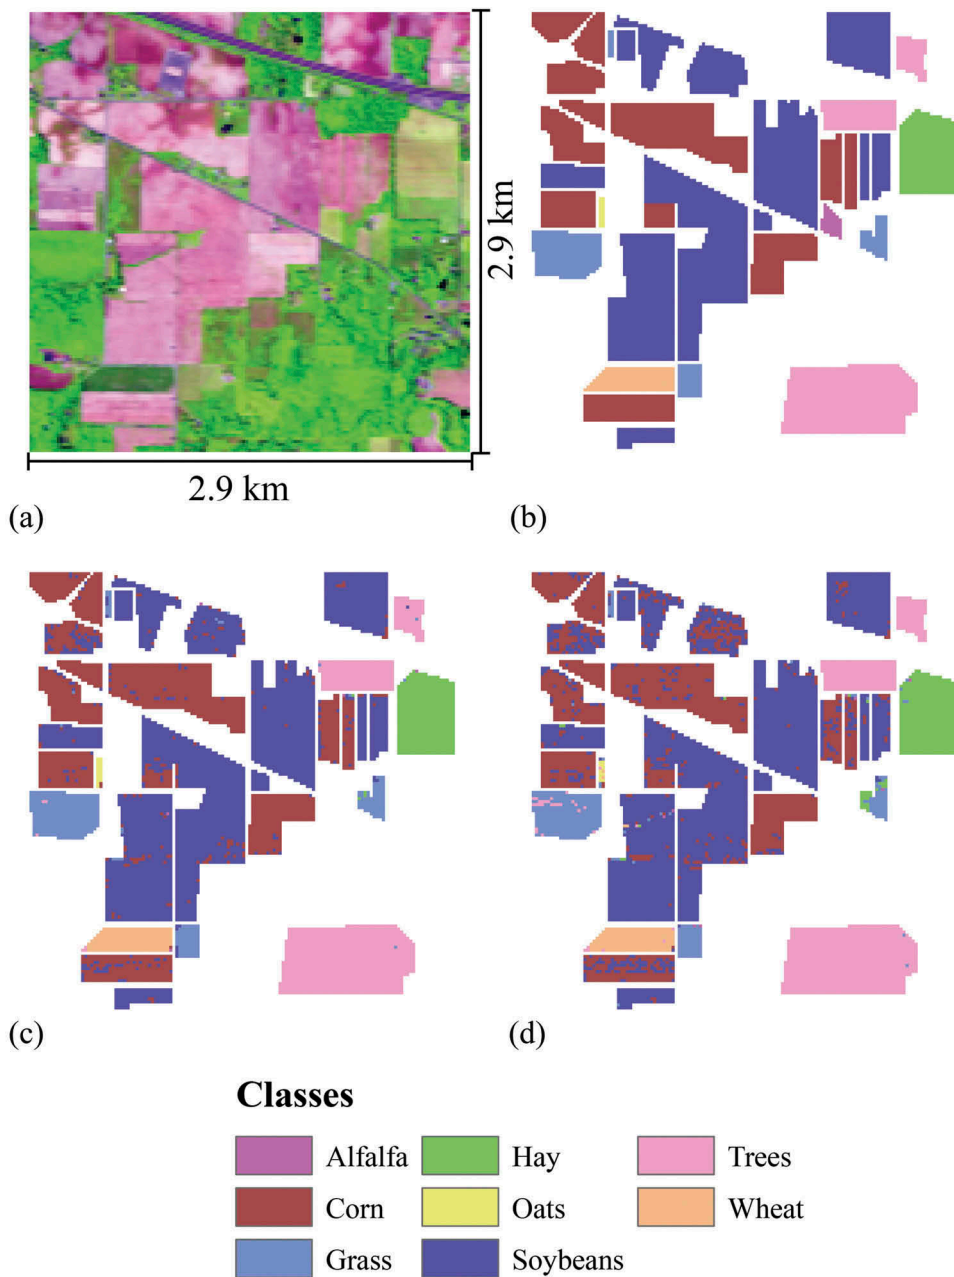 2.9 km
2.9 km
(a)
(b)
(c)
(d)
Classes
Alfalfa
Hay
Trees
Corn
Oats
Wheat
Grass
Soybeans